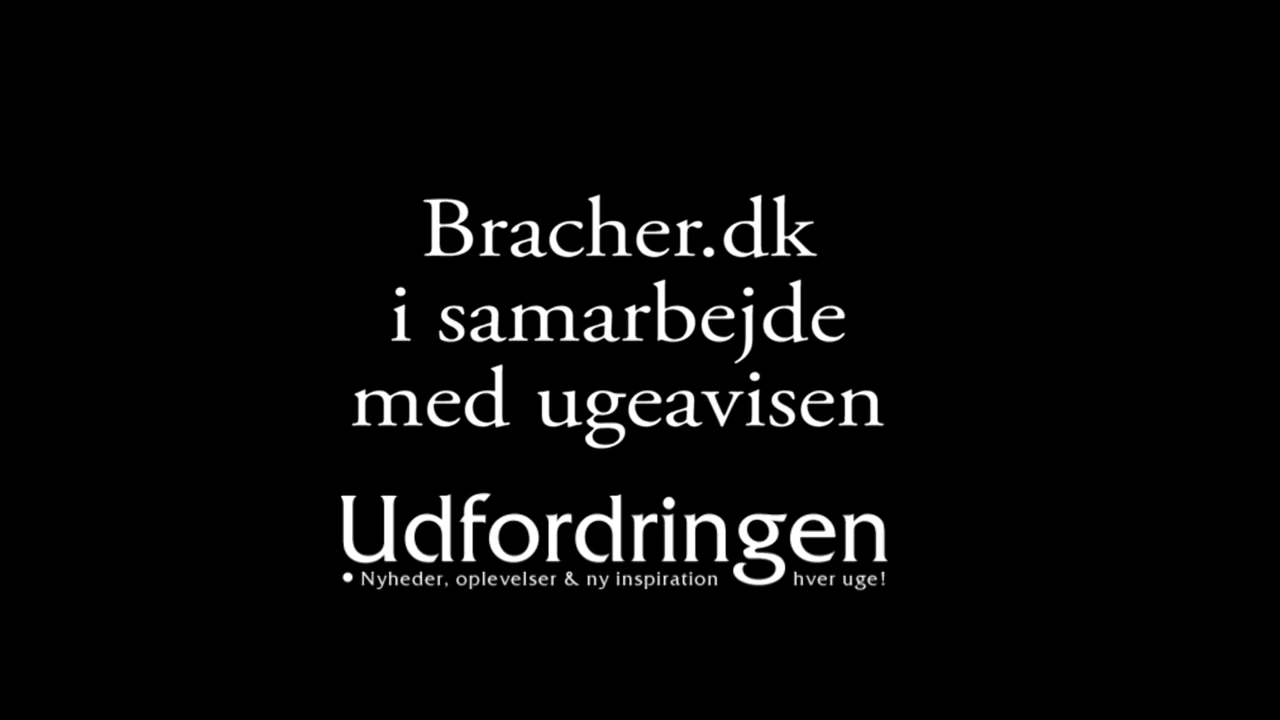 Bracher.dk
i samarbejde
med ugeavisen
Udfordringen
• Nyheder, oplevelser & ny inspiration hver uge!